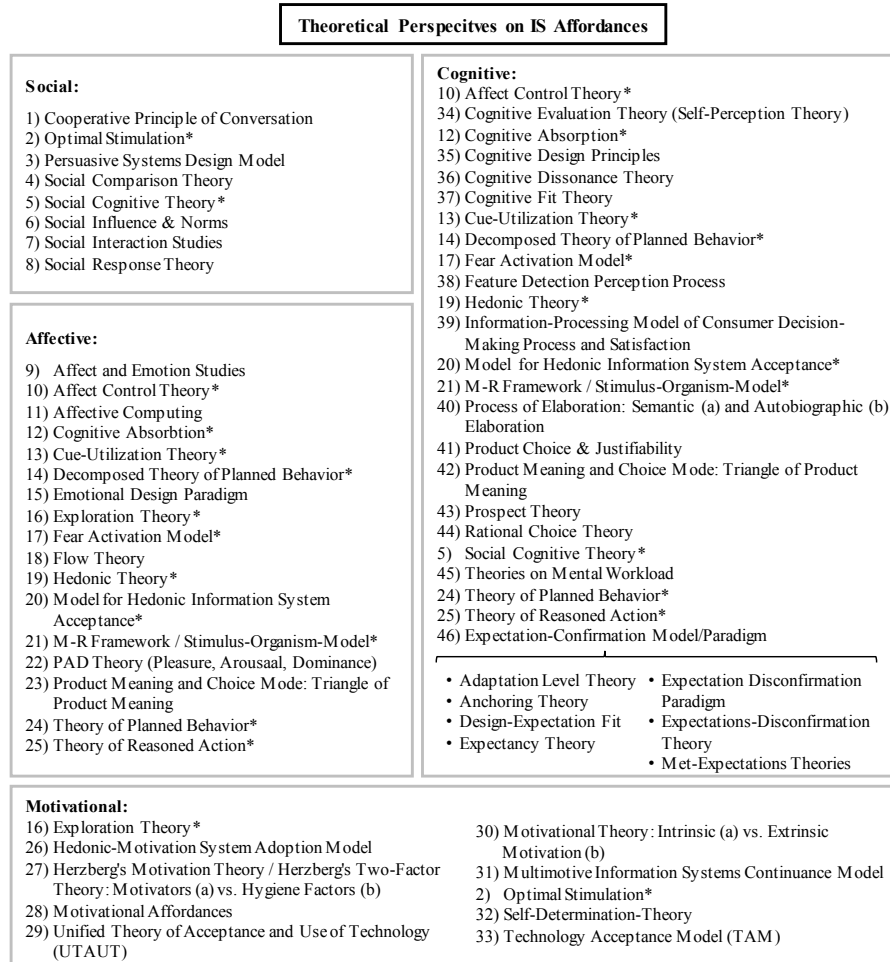 Theoretical Perspecitves on IS Affordances
Social:
1) Cooperative Principle of Conversation
2) Optimal Stimulation*
3) Persuasive Systems Design Model
4) Social Comparison Theory
5) Social Cognitive Theory*
6) Social Influence & Norms
7) Social Interaction Studies
8) Social Response Theory
Affective:
9) Affect and Emotion Studies
10) Affect Control Theory*
11) Affective Computing
12) Cognitive Absorbtion*
13) Cue-Utilization Theory*
14) Decomposed Theory of Planned Behavior*
15) Emotional Design Paradigm
16) Exploration Theory*
17) Fear Activation Model*
18) Flow Theory
19) Hedonic Theory*
20) Model for Hedonic Information System
Acceptance*
21) M-R Framework / Stimulus-Organism-Model*
22) PAD Theory (Pleasure, Arousaal, Dominance)
23) Product Meaning and Choice Mode: Triangle of
Product Meaning
24) Theory of Planned Behavior*
25) Theory of Reasoned Action*
Cognitive:
10) Affect Control Theory*
34) Cognitive Evaluation Theory (Self-Perception Theory)
12) Cognitive Absorption*
35) Cognitive Design Principles
36) Cognitive Dissonance Theory
37) Cognitive Fit Theory
13) Cue-Utilization Theory*
14) Decomposed Theory of Planned Behavior*
17) Fear Activation Model*
38) Feature Detection Perception Process
19) Hedonic Theory*
39) Information-Processing Model of Consumer Decision-
Making Process and Satisfaction
20) Model for Hedonic Information System Acceptance*
21) M-R Framework / Stimulus-Organism-Model*
40) Process of Elaboration: Semantic (a) and Autobiographic (b)
Elaboration
41) Product Choice & Justifiability
42) Product Meaning and Choice Mode: Triangle of Product
Meaning
43) Prospect Theory
44) Rational Choice Theory
5) Social Cognitive Theory*
45) Theories on Mental Workload
24) Theory of Planned Behavior*
25) Theory of Reasoned Action*
46) Expectation-Confirmation Model/Paradigm
• Adaptation Level Theory
• Anchoring Theory
• Design-Expectation Fit
• Expectancy Theory
• Expectation Disconfirmation
Paradigm
• Expectations-Disconfirmation
Theory
• Met-Expectations Theories
Motivational:
16) Exploration Theory*
26) Hedonic-Motivation System Adoption Model
27) Herzberg's Motivation Theory / Herzberg's Two-Factor
Theory: Motivators (a) vs. Hygiene Factors (b)
28) Motivational Affordances
29) Unified Theory of Acceptance and Use of Technology
(UTAUT)
30) Motivational Theory: Intrinsic (a) vs. Extrinsic
Motivation (b)
31) Multimotive Information Systems Continuance Model
2) Optimal Stimulation*
32) Self-Determination-Theory
33) Technology Acceptance Model (TAM)